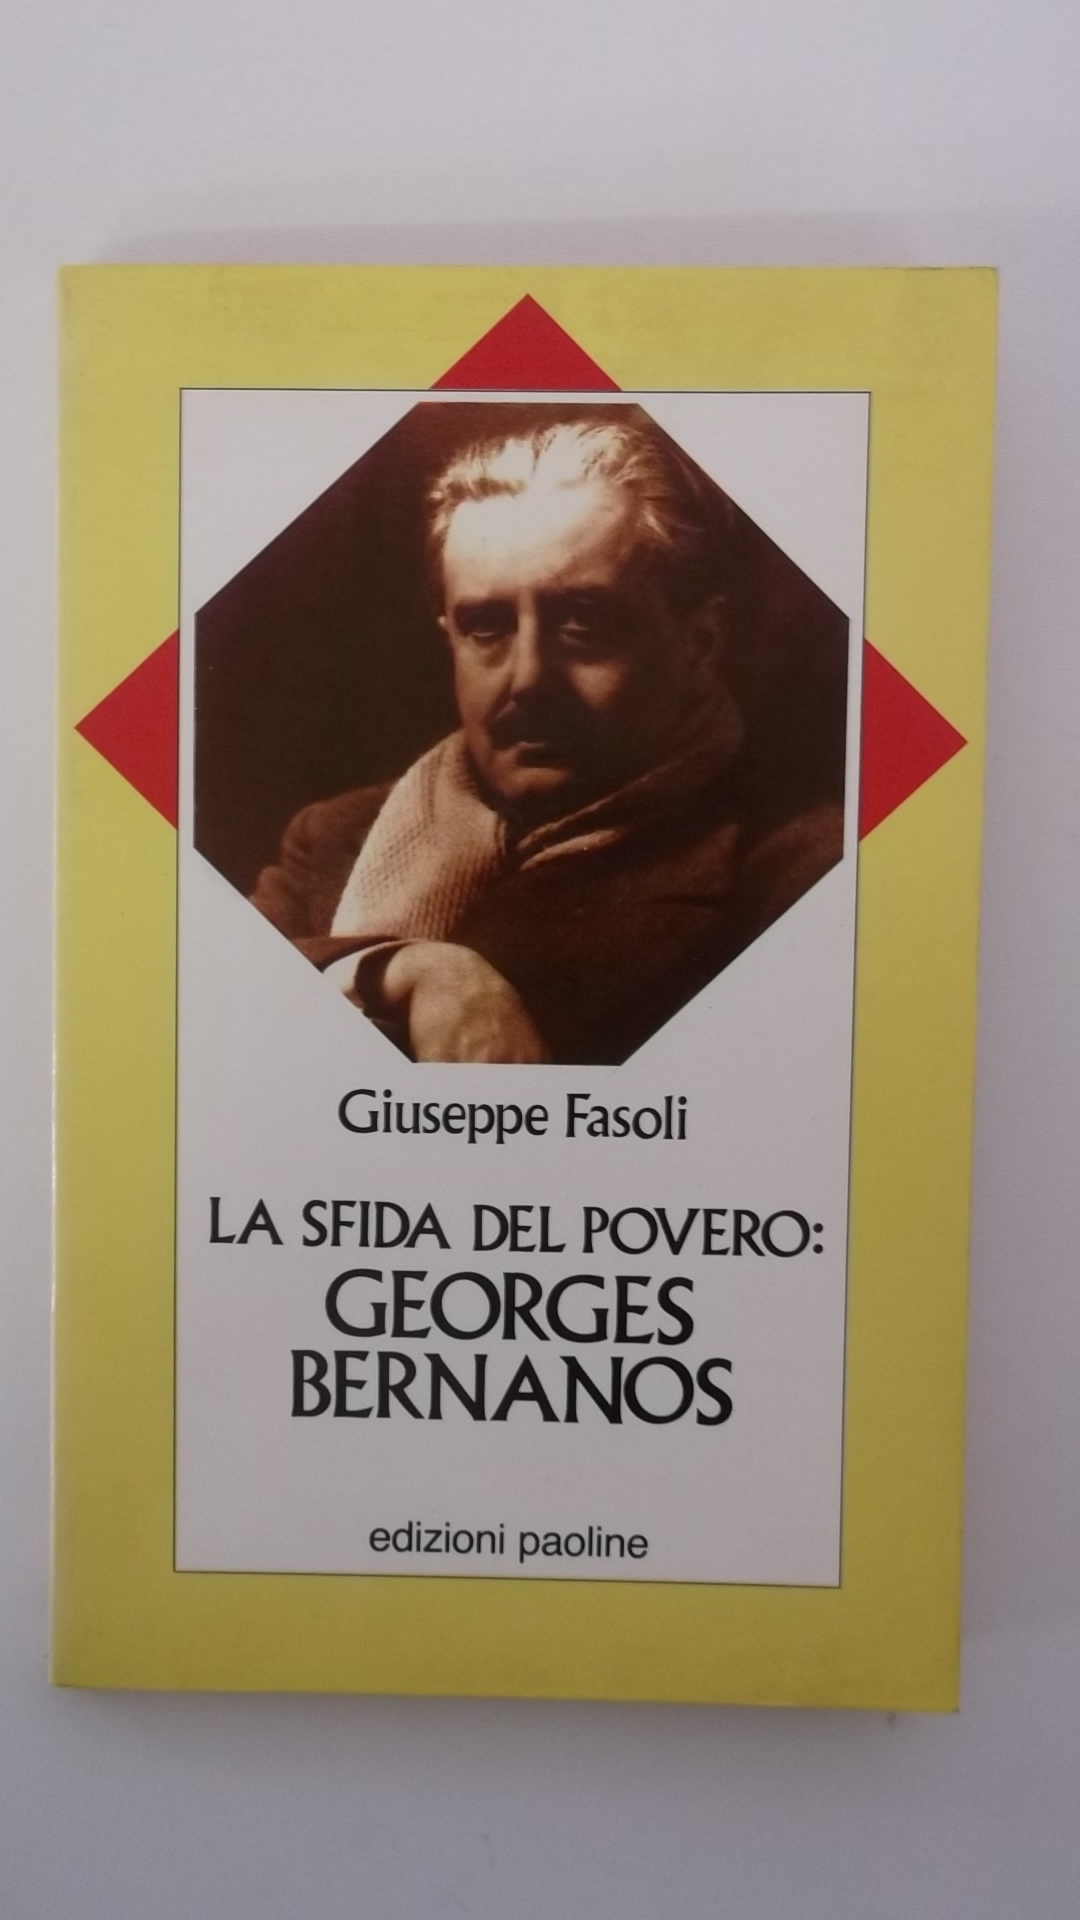 Giuseppe Fasoli
LA SFIDA DEL POVERO:
GEORGES
BERNANOS
edizioni paoline